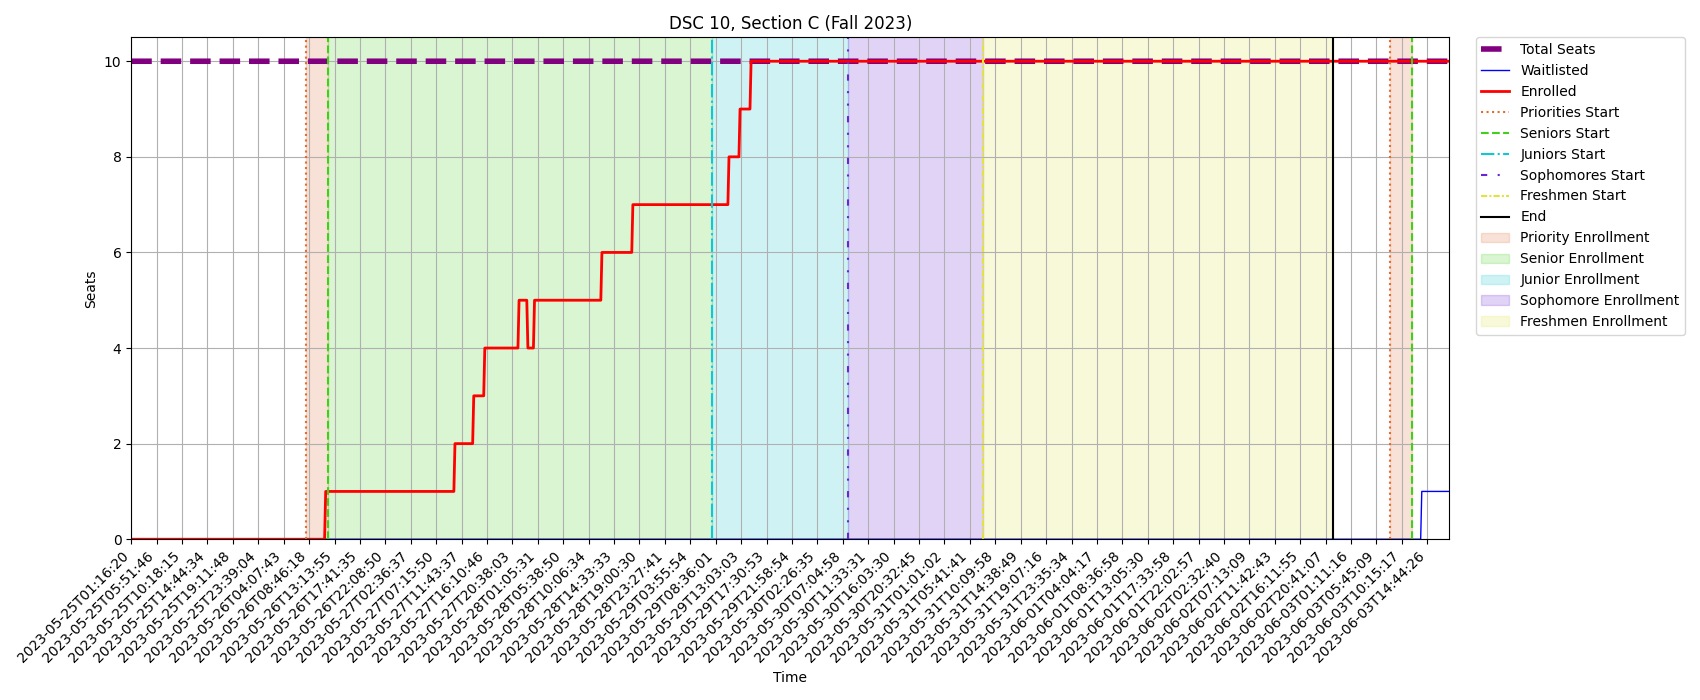 DSC 10, Section C (Fall 2023)
Seats
10
8
6
4
2
0
2023-05-25T01:16:20
2023-05-25T05:51:46
2023-05-25T10:18:15
2023-05-25T14:44:34
2023-05-25T19:11:48
2023-05-25T23:39:04
2023-05-26T04:07:43
2023-05-26T08:46:18
2023-05-26T13:13:55
2023-05-26T17:41:35
2023-05-26T22:08:50
2023-05-27T02:36:37
2023-05-27T07:15:50
2023-05-27T11:43:37
2023-05-27T16:10:46
2023-05-27T20:38:03
2023-05-28T01:05:31
2023-05-28T05:38:50
2023-05-28T10:06:34
2023-05-28T14:33:33
2023-05-28T19:00:30
2023-05-28T23:27:41
2023-05-29T03:55:54
2023-05-29T08:36:01
2023-05-29T13:03:03
2023-05-29T17:30:53
2023-05-29T21:58:54
2023-05-30T02:26:35
2023-05-30T07:04:58
2023-05-30T11:33:31
2023-05-30T16:03:30
2023-05-30T20:32:45
2023-05-31T01:01:02
2023-05-31T05:41:41
2023-05-31T10:09:58
2023-05-31T14:38:49
2023-05-31T19:07:16
2023-05-31T23:35:34
2023-06-01T04:04:17
2023-06-01T08:36:58
2023-06-01T13:05:30
2023-06-01T17:33:58
2023-06-01T22:02:57
2023-06-02T02:32:40
2023-06-02T07:13:09
2023-06-02T11:42:43
2023-06-02T16:11:55
2023-06-02T20:41:07
2023-06-03T01:11:16
2023-06-03T05:45:09
2023-06-03T10:15:17
2023-06-03T14:44:26
Time
Total Seats
Waitlisted
Enrolled
Priorities Start
Seniors Start
Juniors Start
Sophomores Start
Freshmen Start
End
Priority Enrollment
Senior Enrollment
Junior Enrollment
Sophomore Enrollment
Freshmen Enrollment